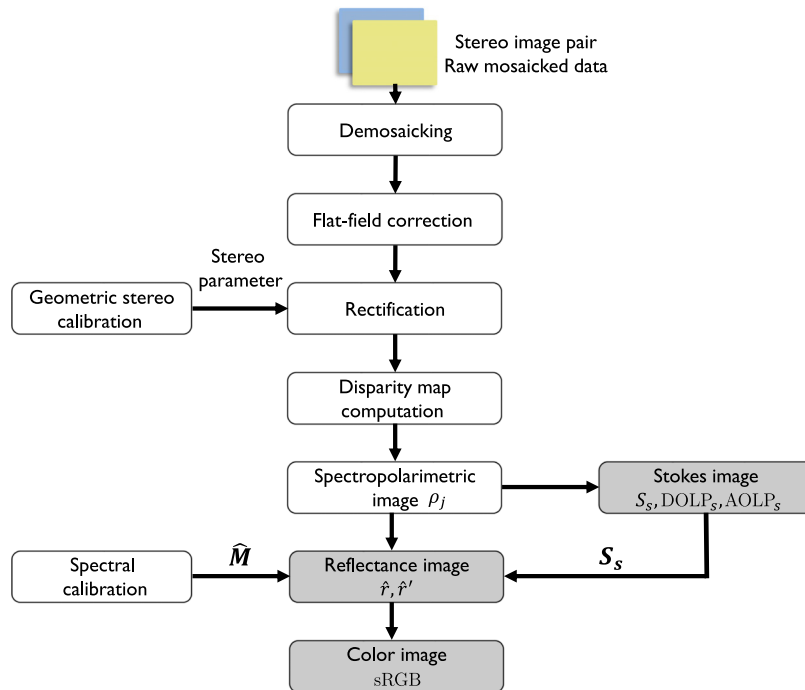 Stereo image pair
Raw mosaicked data
Demosaicking
Flat-field correction
Stereo
parameter
Geometric stereo
calibration
Rectification
Disparity map
computation
Spectropolarimetric
image ρⱼ
Stokes image
Sₛ, DOLPₛ, AOLPₛ
Spectral
calibration
M̂
Reflectance image
r̂, r̂′
Sₛ
Color image
sRGB